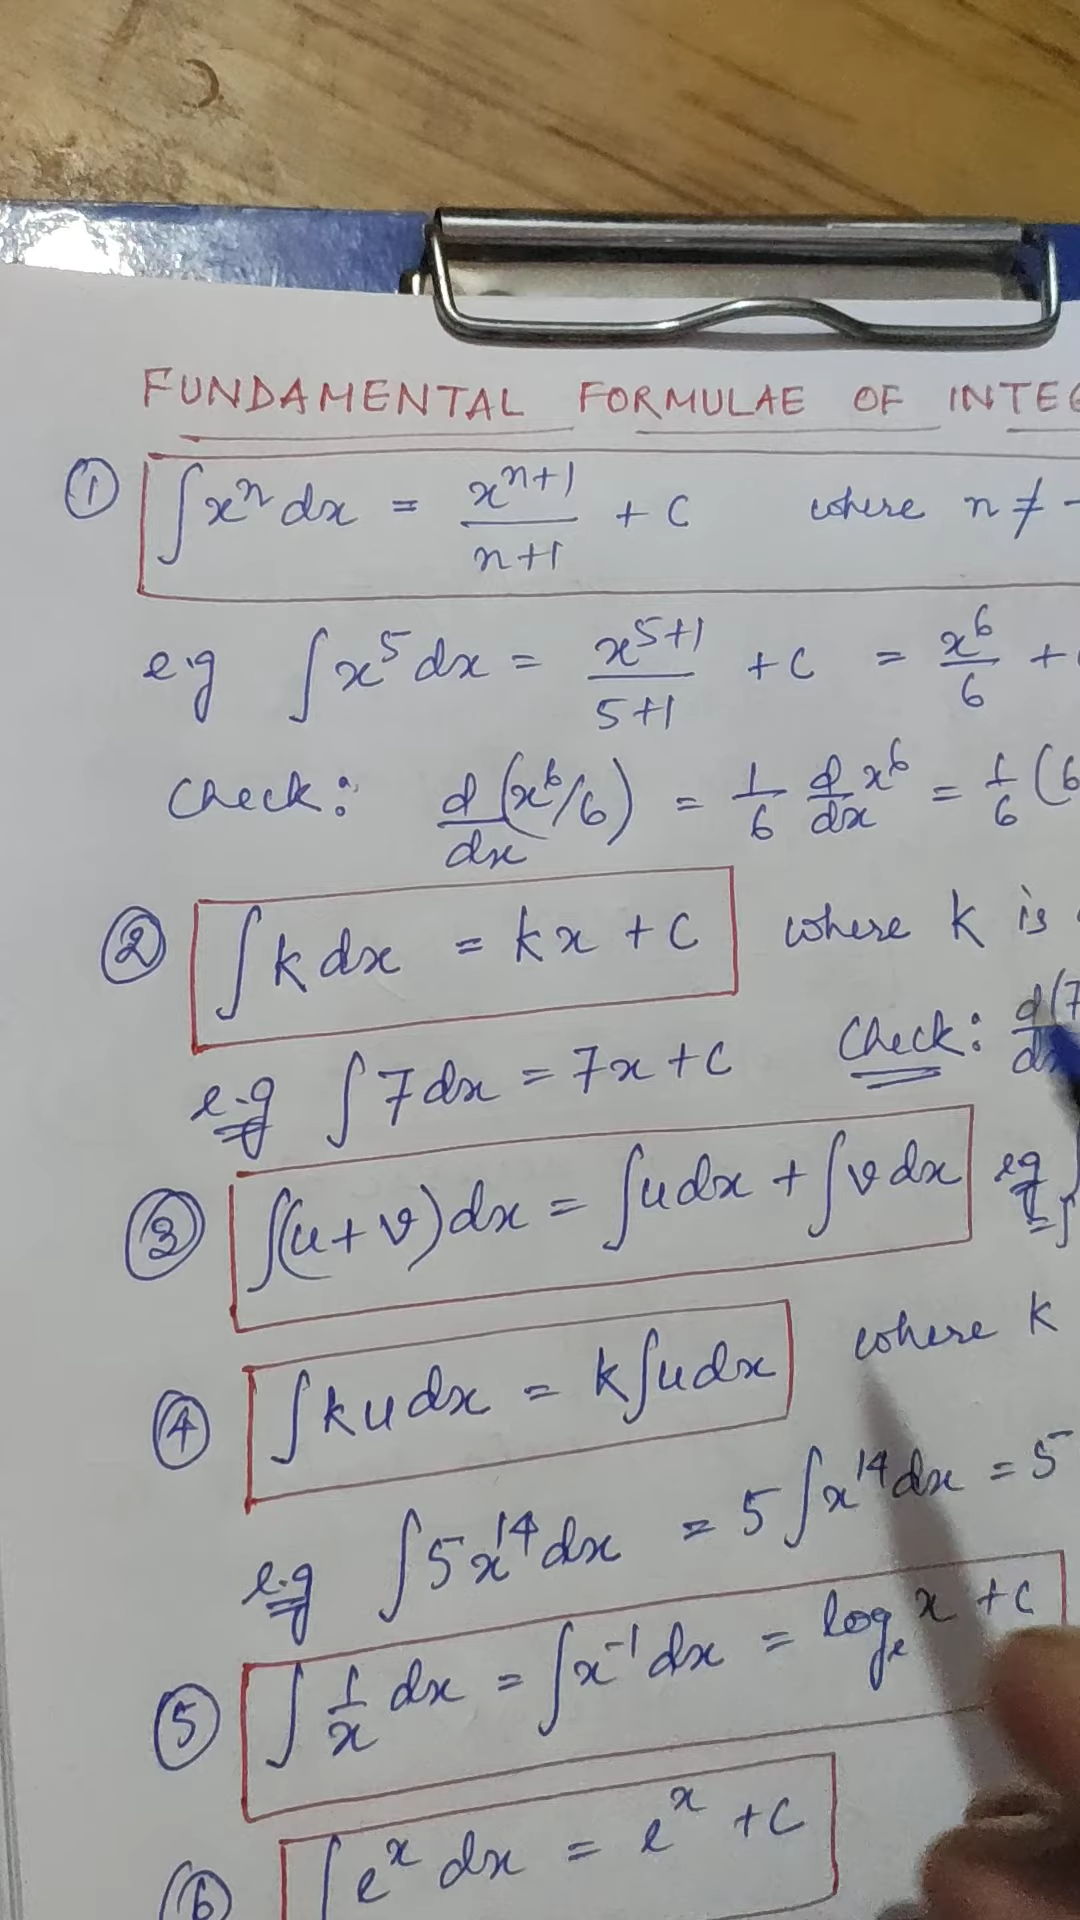 FUNDAMENTAL FORMULAE OF INTEG
① ∫xⁿ dx = xⁿ⁺¹/n+1 + C where n ≠ -
e.g ∫x⁵ dx = x⁵⁺¹/5+1 + C = x⁶/6 +
Check: d/dx (x⁶/6) = 1/6 d/dx x⁶ = 1/6 (6
② ∫k dx = kx + C where k is
e.g ∫7 dx = 7x + C Check: d/dx (7
③ ∫(u+v) dx = ∫u dx + ∫v dx eg ∫
④ ∫ku dx = k∫u dx where k
e.g ∫5x¹⁴ dx = 5∫x¹⁴ dx = 5
⑤ ∫1/x dx = ∫x⁻¹ dx = logₑ x + C
⑥ ∫eˣ dx = eˣ + C